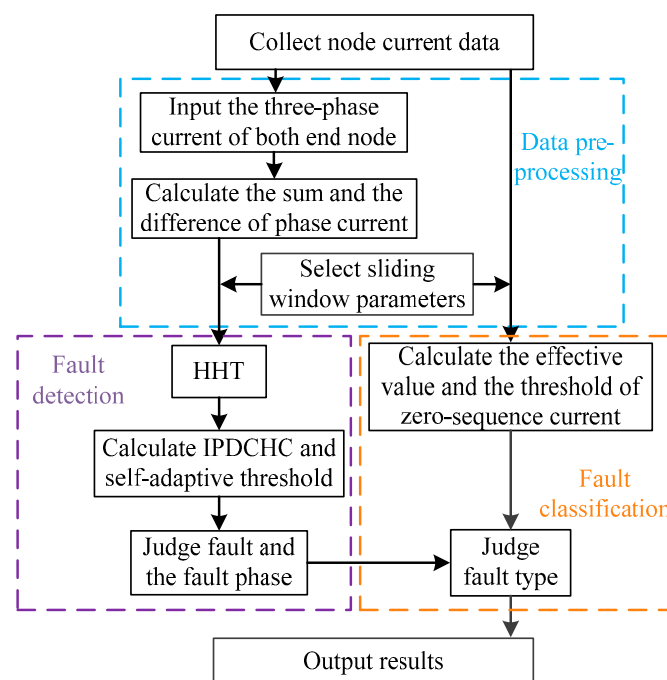 Collect node current data
Input the three-phase
current of both end node
Data pre-
processing
Calculate the sum and the
difference of phase current
Select sliding
window parameters
Fault
detection
HHT
Calculate the effective
value and the threshold of
zero-sequence current
Calculate IPDCHC and
self-adaptive threshold
Fault
classification
Judge fault and
the fault phase
Judge
fault type
Output results